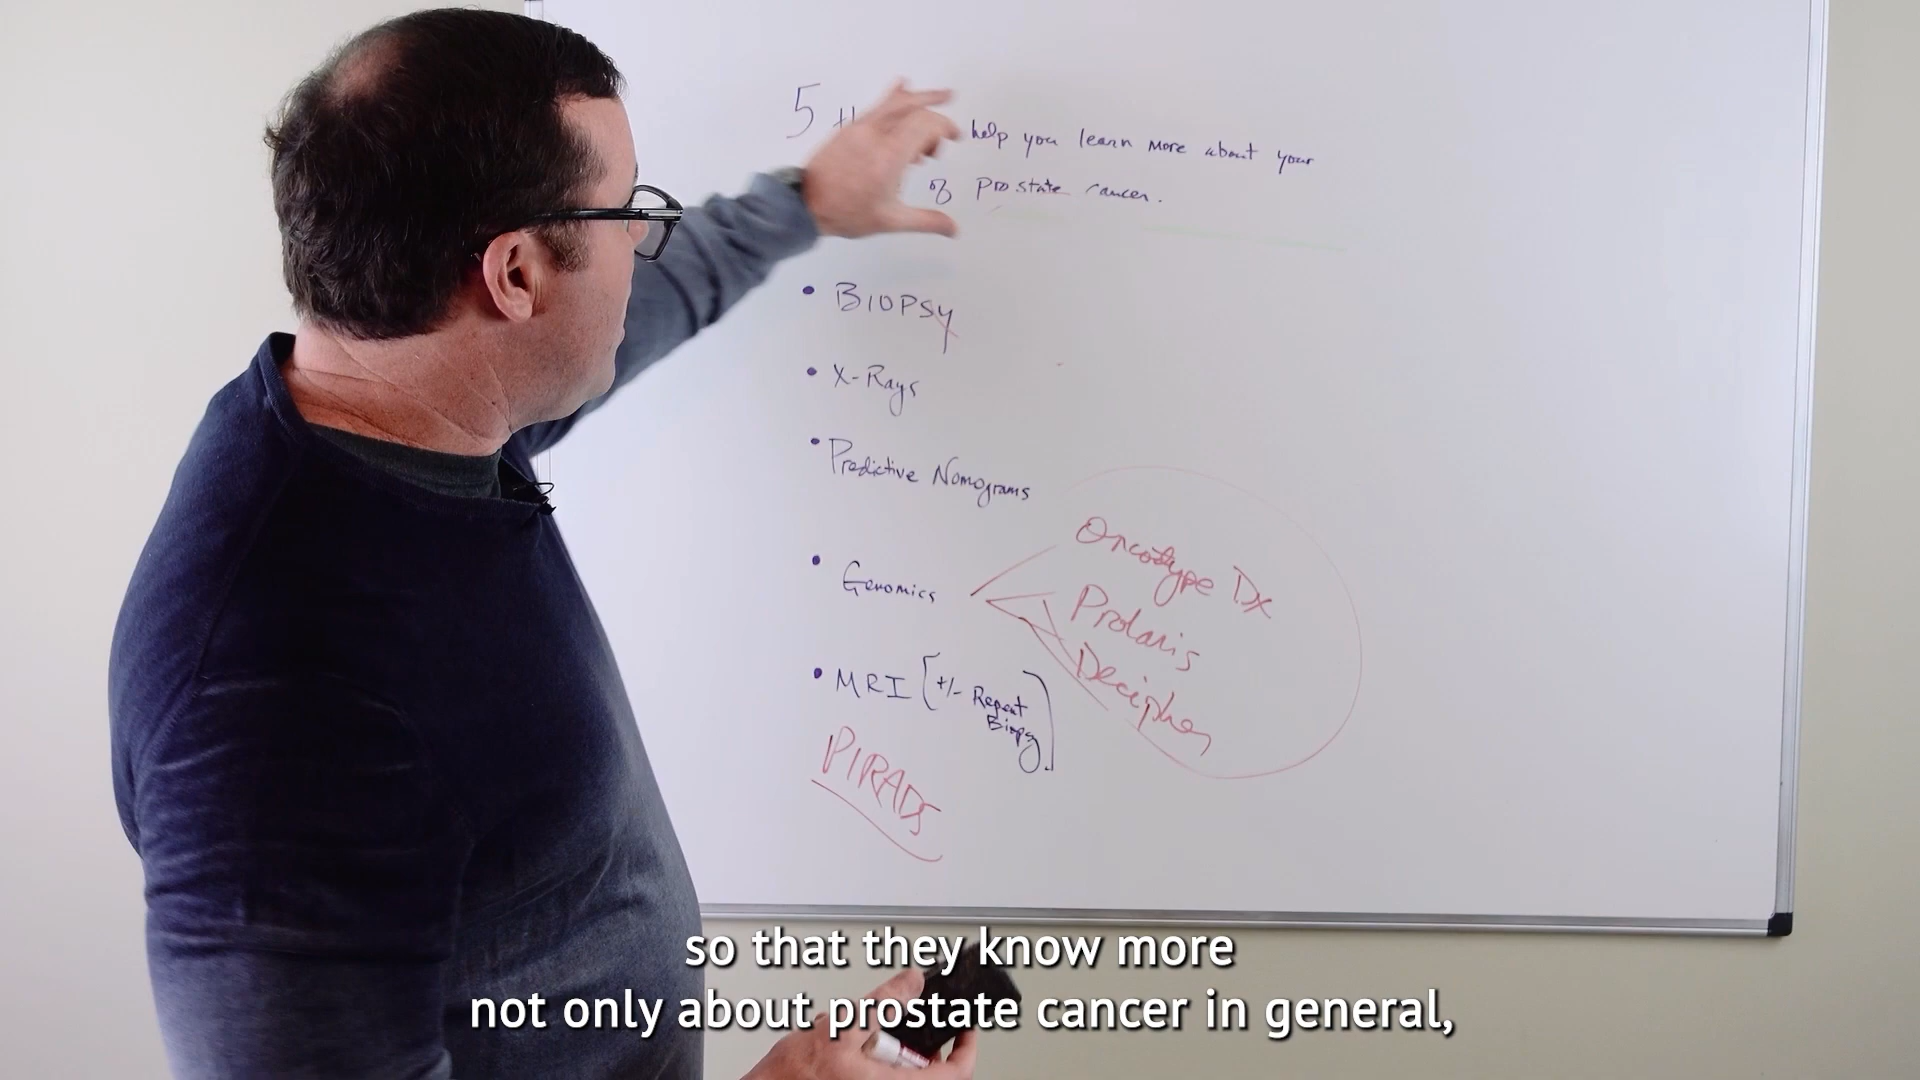 5 th help you learn more about your
of prostate cancer.
• BIOPSY
• X-Rays
• Predictive Nomograms
• Genomics
Oncotype Dx
Prolaris
Decipher
• MRI [+/- Repeat
Biopsy]
PIRADS
so that they know more
not only about prostate cancer in general,